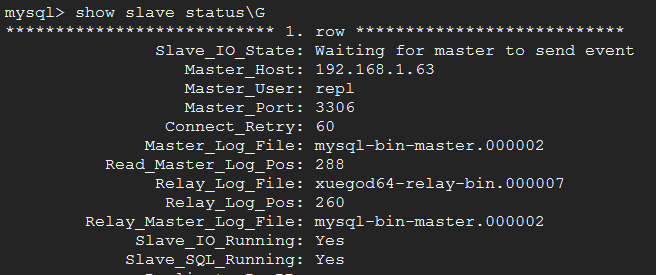 mysql> show slave status\G
*************************** 1. row ***************************
Slave_IO_State: Waiting for master to send event
Master_Host: 192.168.1.63
Master_User: repl
Master_Port: 3306
Connect_Retry: 60
Master_Log_File: mysql-bin-master.000002
Read_Master_Log_Pos: 288
Relay_Log_File: xuegod64-relay-bin.000007
Relay_Log_Pos: 260
Relay_Master_Log_File: mysql-bin-master.000002
Slave_IO_Running: Yes
Slave_SQL_Running: Yes